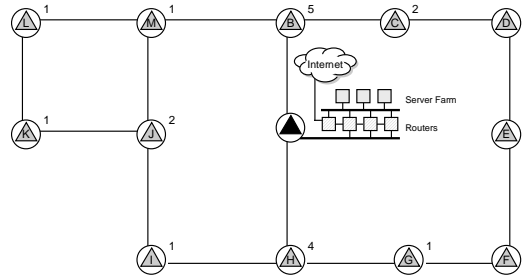 1 1 5 2
L M B C D
Internet
Server Farm
1 2
K J Routers E
1 4 1
I H G F